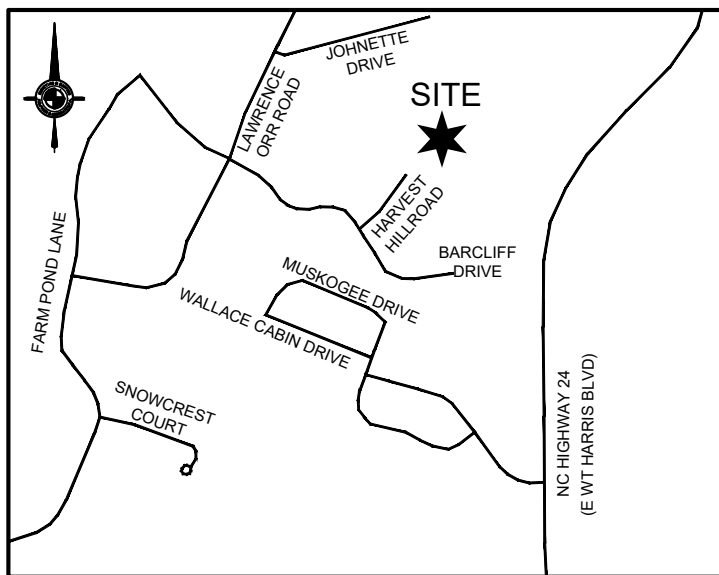 JOHNETTE
DRIVE
LAWRENCE
ORR ROAD
SITE
HARVEST
HILLROAD
BARCLIFF
DRIVE
FARM POND LANE
MUSKOGEE DRIVE
WALLACE CABIN DRIVE
SNOWCREST
COURT
NC HIGHWAY 24
(E WT HARRIS BLVD)